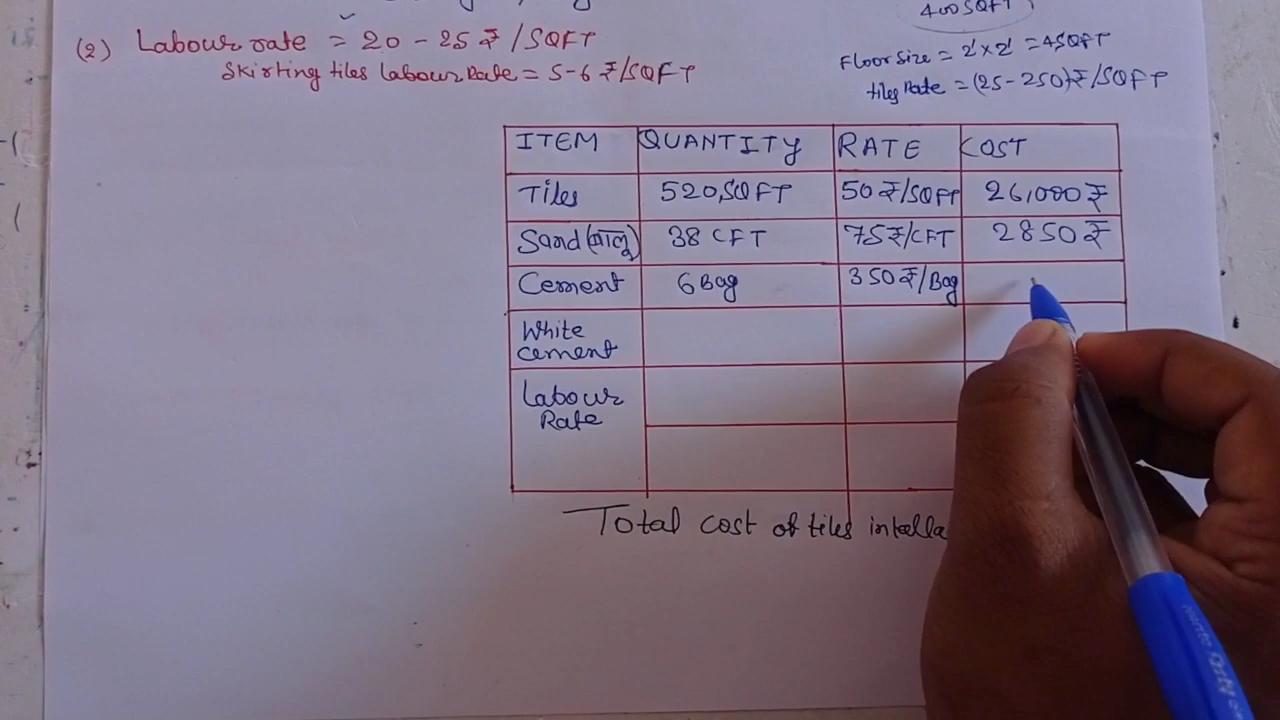 400 SQFT
(2) Labour rate = 20 - 25 ₹ / SQFT
Skirting tiles labour Rate = 5-6 ₹/SQFT
Floor size = 2' x 2' = 4 SQFT
tiles Rate = (25 - 250) ₹/SQFT
ITEM QUANTITY RATE COST
Tiles 520 SQFT 50 ₹/SQFT 26,000 ₹
Sand (बालू) 38 CFT 75 ₹/CFT 2850 ₹
Cement 6 Bag 350 ₹/Bag
White
cement
Labour
Rate
Total cost of tiles